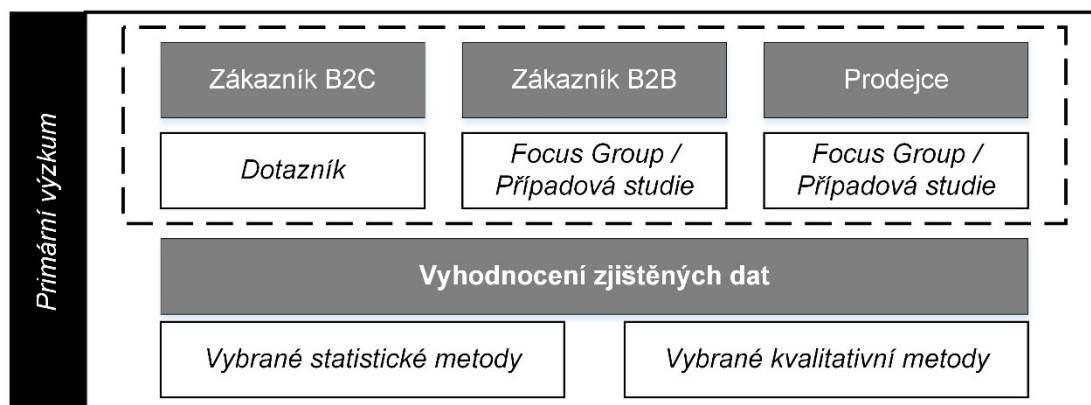 Primární výzkum
Zákazník B2C
Zákazník B2B
Prodejce
Dotazník
Focus Group /
Případová studie
Focus Group /
Případová studie
Vyhodnocení zjištěných dat
Vybrané statistické metody
Vybrané kvalitativní metody